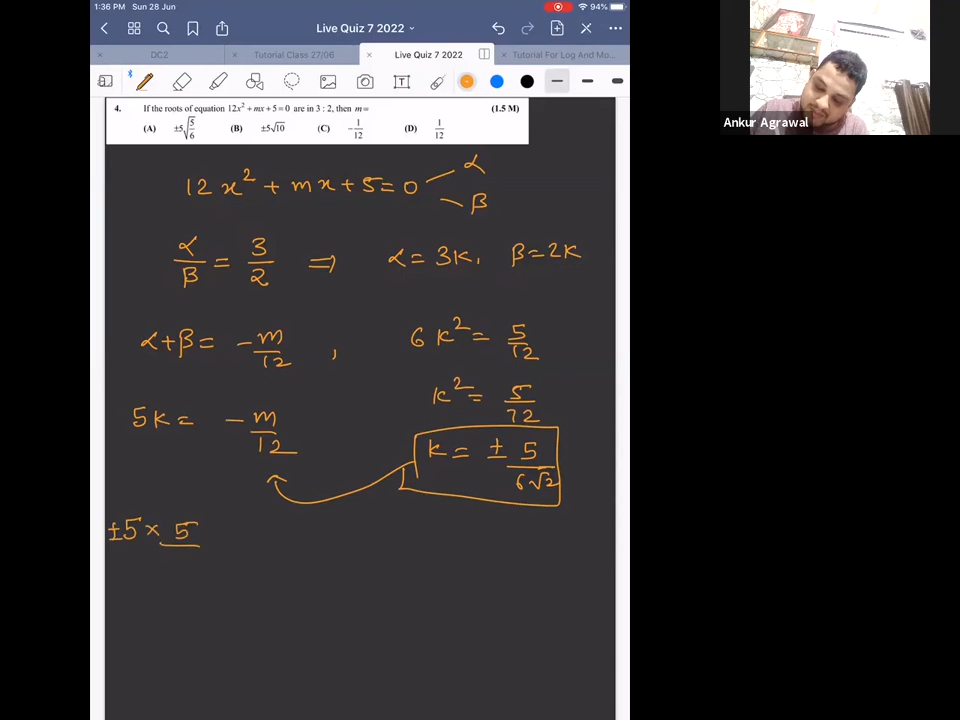 1:36 PM Sun 28 Jun 94%
Live Quiz 7 2022
DC2 Tutorial Class 27/06 Live Quiz 7 2022 Tutorial For Log And Mo...
4. If the roots of equation 12x² + mx + 5 = 0 are in 3 : 2, then m = (1.5 M)
(A) ±5√(5/6) (B) ±5√10 (C) -1/12 (D) 1/12
Ankur Agrawal
12x² + mx + 5 = 0 α β
α/β = 3/2 ⇒ α = 3K, β = 2K
α+β = -m/12 , 6K² = 5/12
K² = 5/72
5K = -m/12 K = ± 5/6√2
±5 × 5